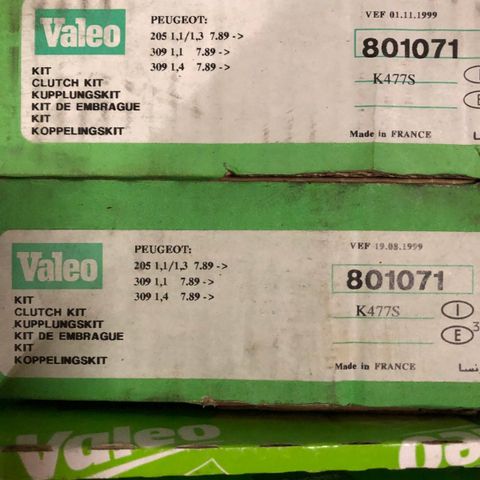 Valeo
PEUGEOT:
205 1,1/1,3 7.89 ->
309 1,1 7.89 ->
309 1,4 7.89 ->
VEF 01.11.1999
801071
K477S
Made in FRANCE
KIT
CLUTCH KIT
KUPPLUNGSKIT
KIT DE EMBRAGUE
KIT
KOPPELINGSKIT
Valeo
PEUGEOT:
205 1,1/1,3 7.89 ->
309 1,1 7.89 ->
309 1,4 7.89 ->
VEF 19.08.1999
801071
K477S
I
E
3
Made in FRANCE
KIT
CLUTCH KIT
KUPPLUNGSKIT
KIT DE EMBRAGUE
KIT
KOPPELINGSKIT
Valeo